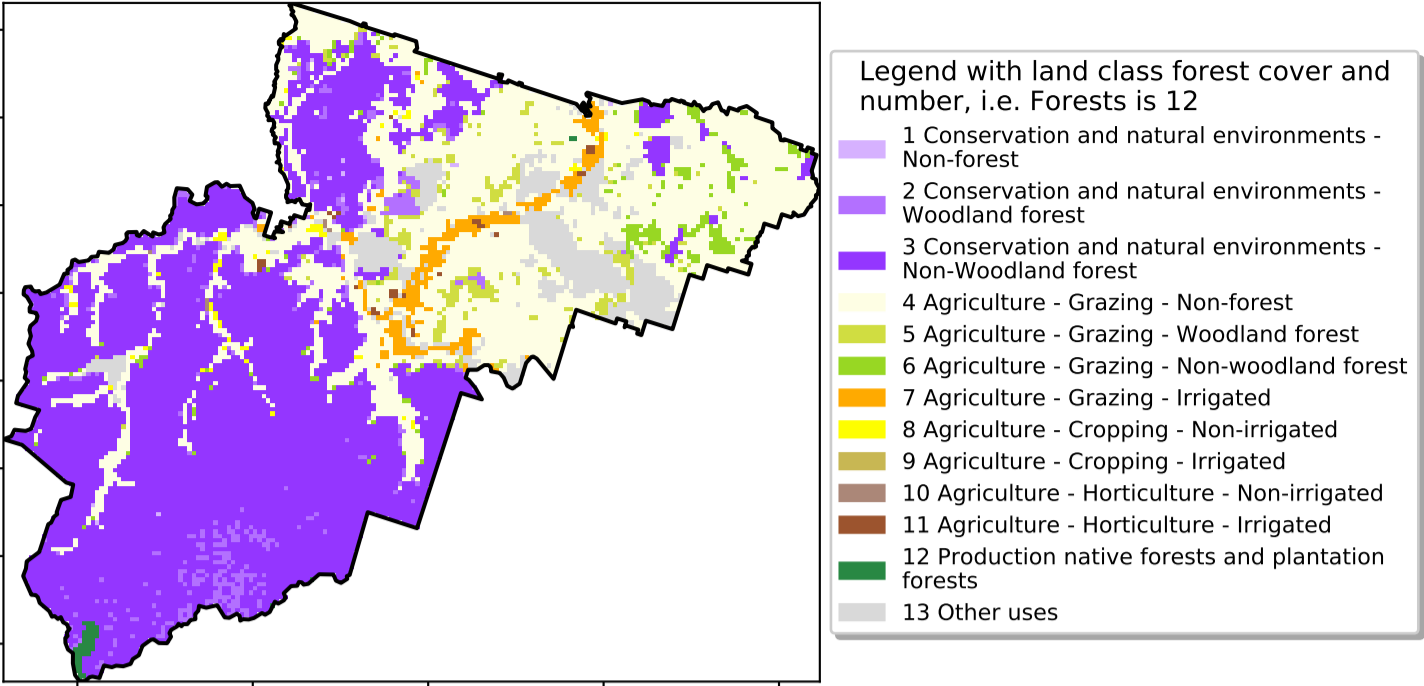 Legend with land class forest cover and
number, i.e. Forests is 12
1 Conservation and natural environments -
Non-forest
2 Conservation and natural environments -
Woodland forest
3 Conservation and natural environments -
Non-Woodland forest
4 Agriculture - Grazing - Non-forest
5 Agriculture - Grazing - Woodland forest
6 Agriculture - Grazing - Non-woodland forest
7 Agriculture - Grazing - Irrigated
8 Agriculture - Cropping - Non-irrigated
9 Agriculture - Cropping - Irrigated
10 Agriculture - Horticulture - Non-irrigated
11 Agriculture - Horticulture - Irrigated
12 Production native forests and plantation
forests
13 Other uses